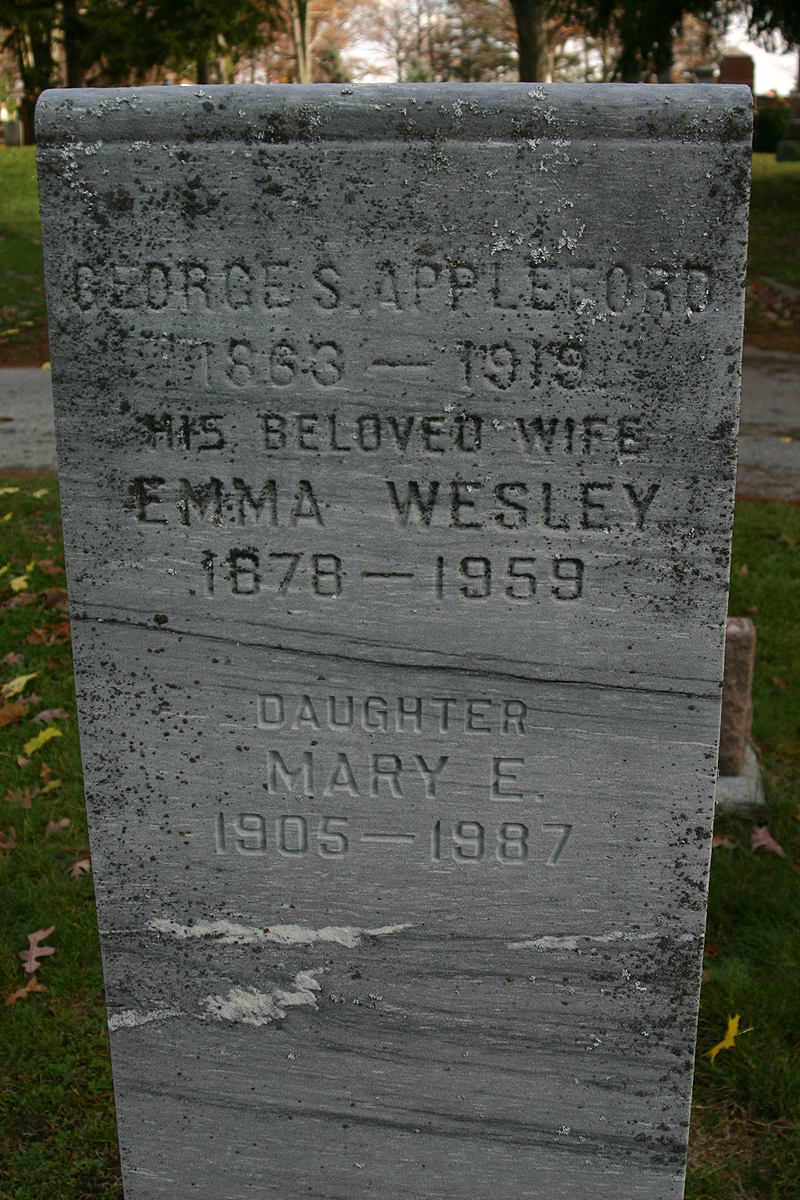 GEORGE S. APPLEFORD
1863 — 1919
HIS BELOVED WIFE
EMMA WESLEY
1878 — 1959
DAUGHTER
MARY E.
1905 — 1987